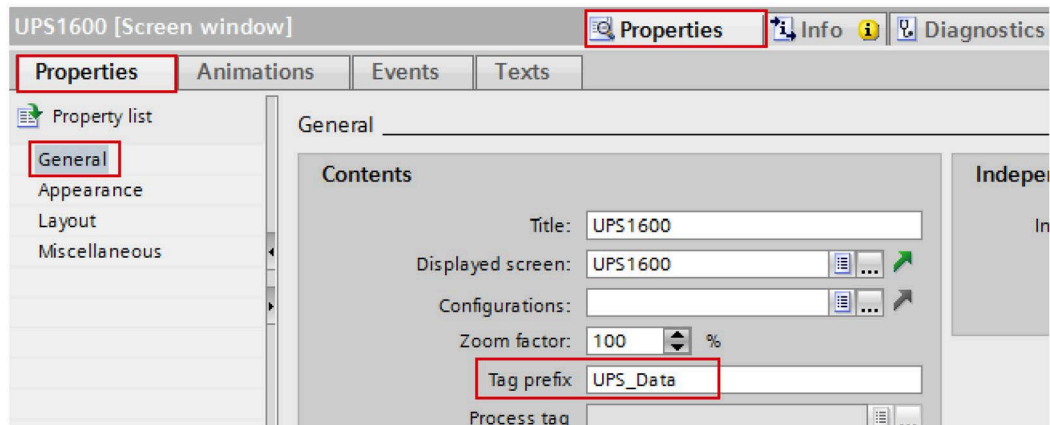 UPS1600 [Screen window]
Properties
Info
Diagnostics
Properties
Animations
Events
Texts
Property list
General
Appearance
Layout
Miscellaneous
General
Contents
Title: UPS1600
Displayed screen: UPS1600
Configurations:
Zoom factor: 100 %
Tag prefix UPS_Data
Process tag